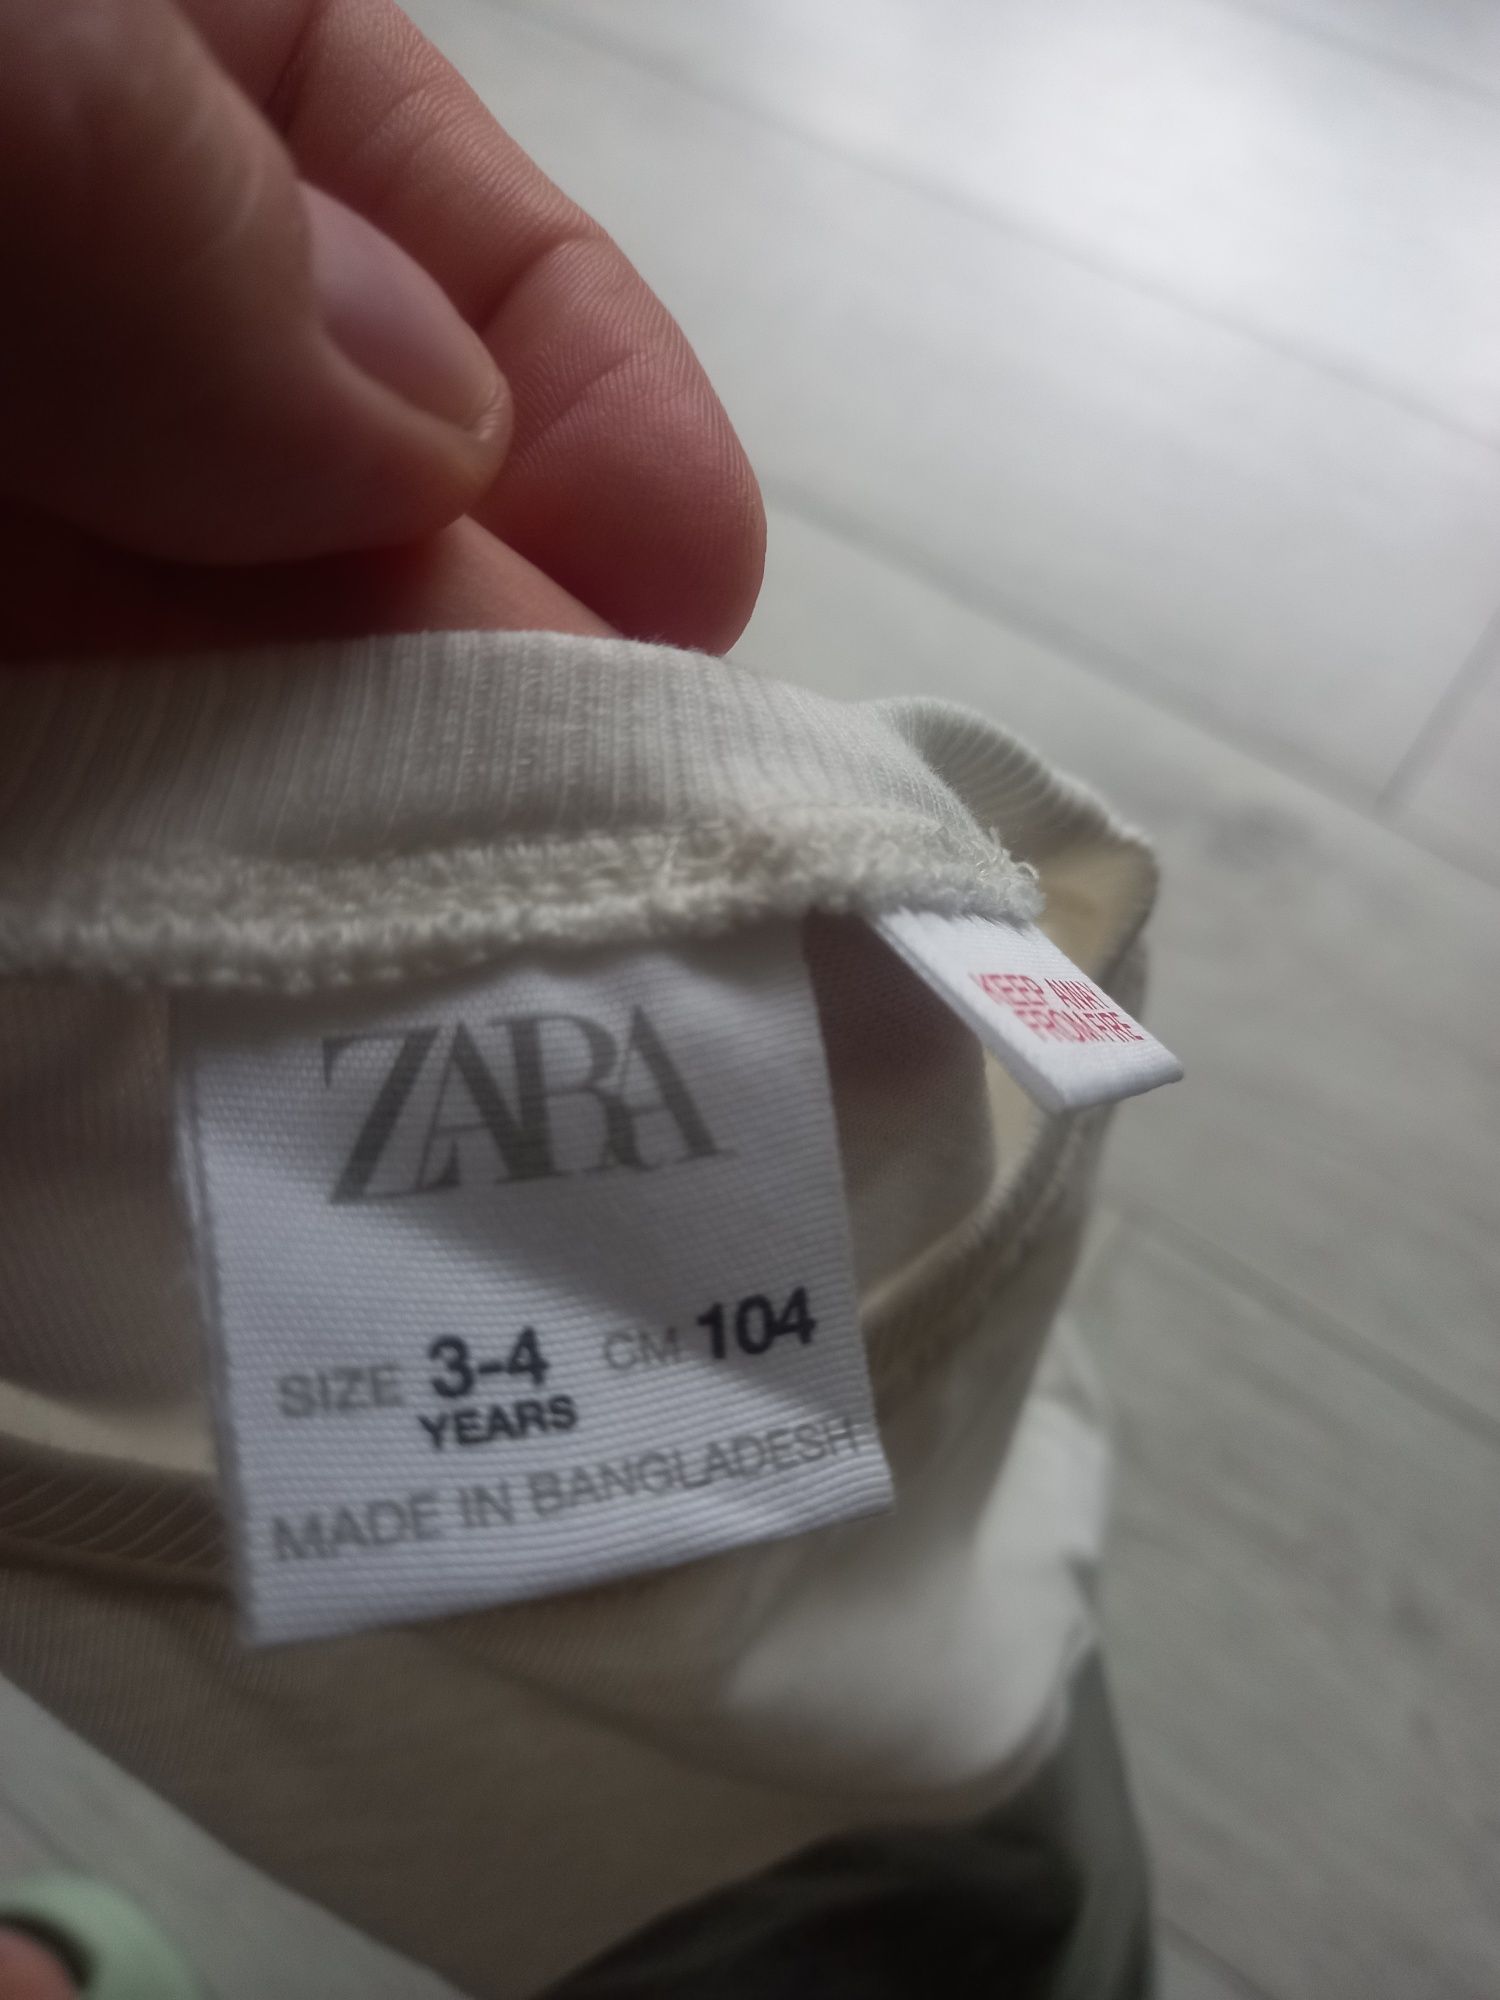 ZARA
SIZE 3-4 CM 104
YEARS
MADE IN BANGLADESH
KEEP AWAY
FROM FIRE